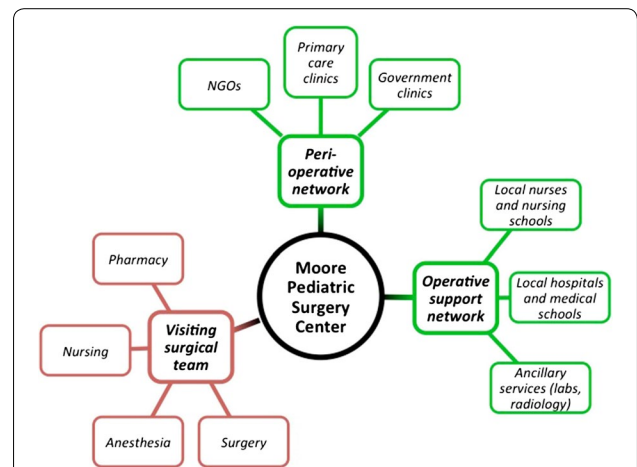 Primary
care
clinics
NGOs
Government
clinics
Peri-
operative
network
Local nurses
and nursing
schools
Pharmacy
Moore
Pediatric
Surgery
Center
Operative
support
network
Local hospitals
and medical
schools
Visiting
surgical
team
Nursing
Ancillary
services (labs,
radiology)
Anesthesia
Surgery